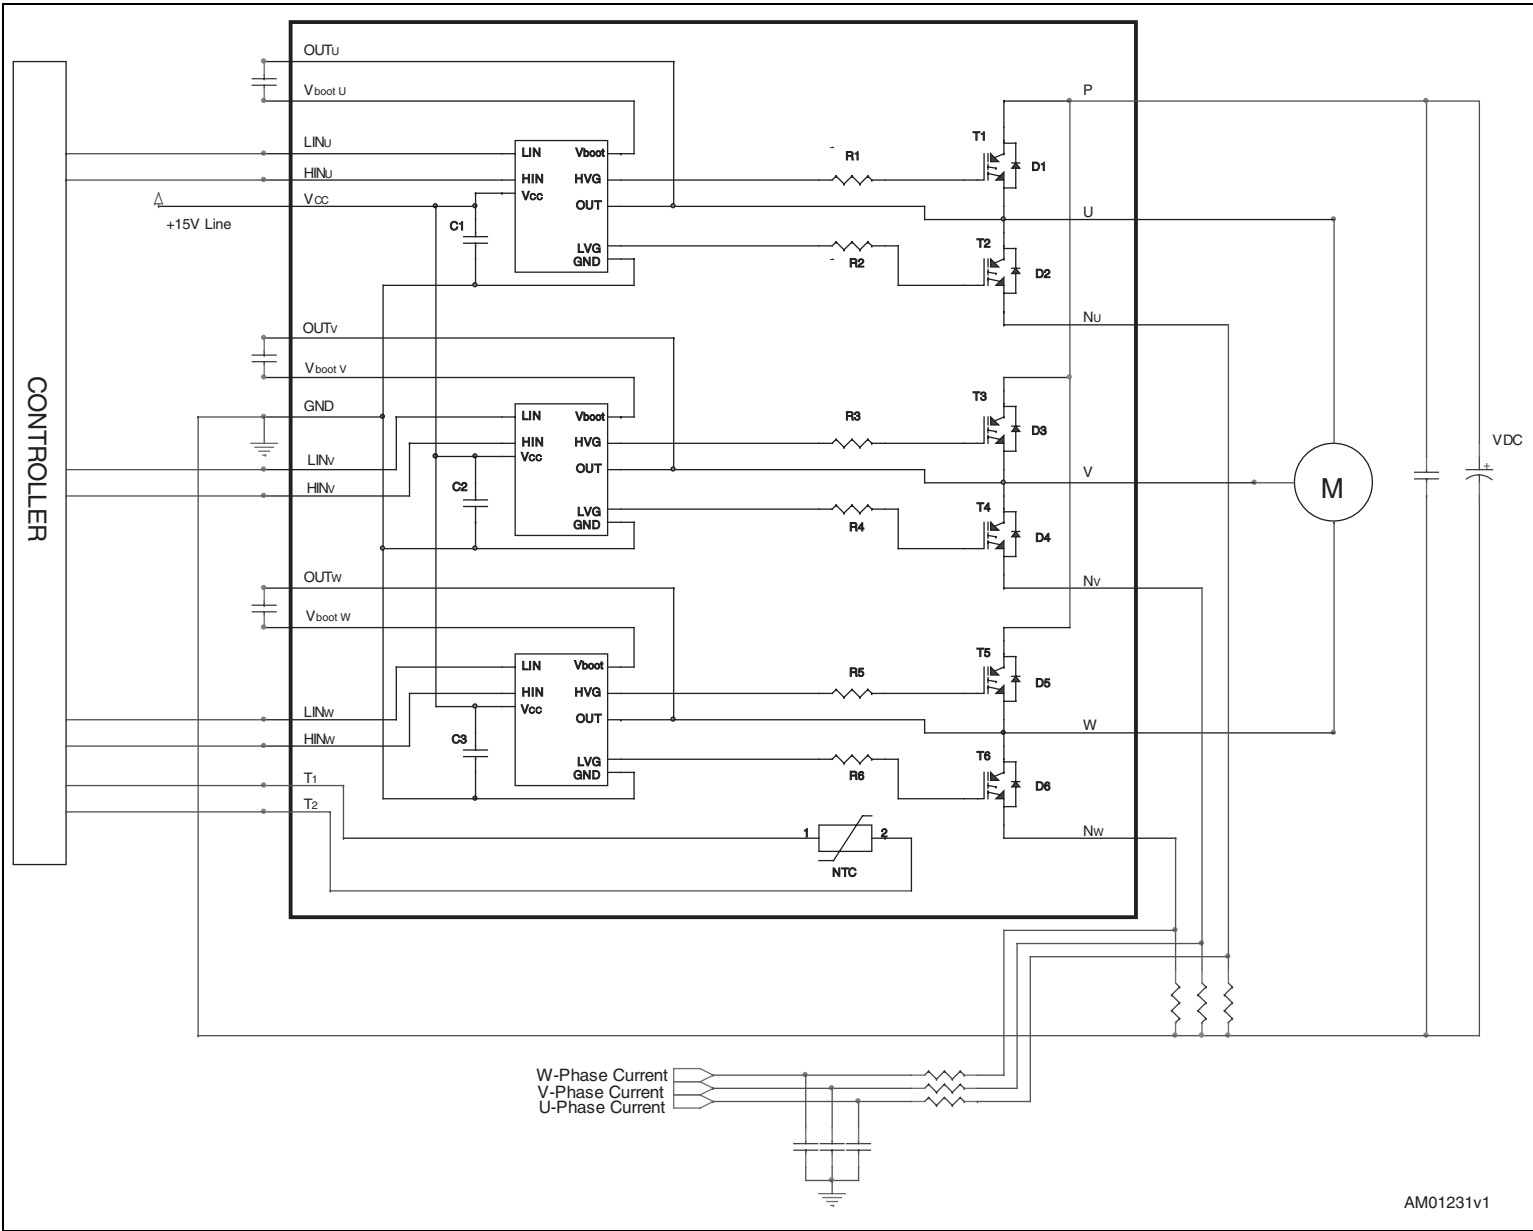 OUTU
Vboot U
LINU
HINU
VCC
+15V Line
LIN
HIN
Vcc
Vboot
HVG
OUT
LVG
GND
C1
R1
R2
T1
D1
T2
D2
P
U
NU
OUTV
Vboot V
GND
LINV
HINV
LIN
HIN
Vcc
Vboot
HVG
OUT
LVG
GND
C2
R3
R4
T3
D3
T4
D4
V
NV
CONTROLLER
M
VDC
+
OUTW
Vboot W
LINW
HINW
T1
T2
LIN
HIN
Vcc
Vboot
HVG
OUT
LVG
GND
C3
R5
R6
T5
D5
T6
D6
W
NW
1
2
NTC
W-Phase Current
V-Phase Current
U-Phase Current
AM01231v1